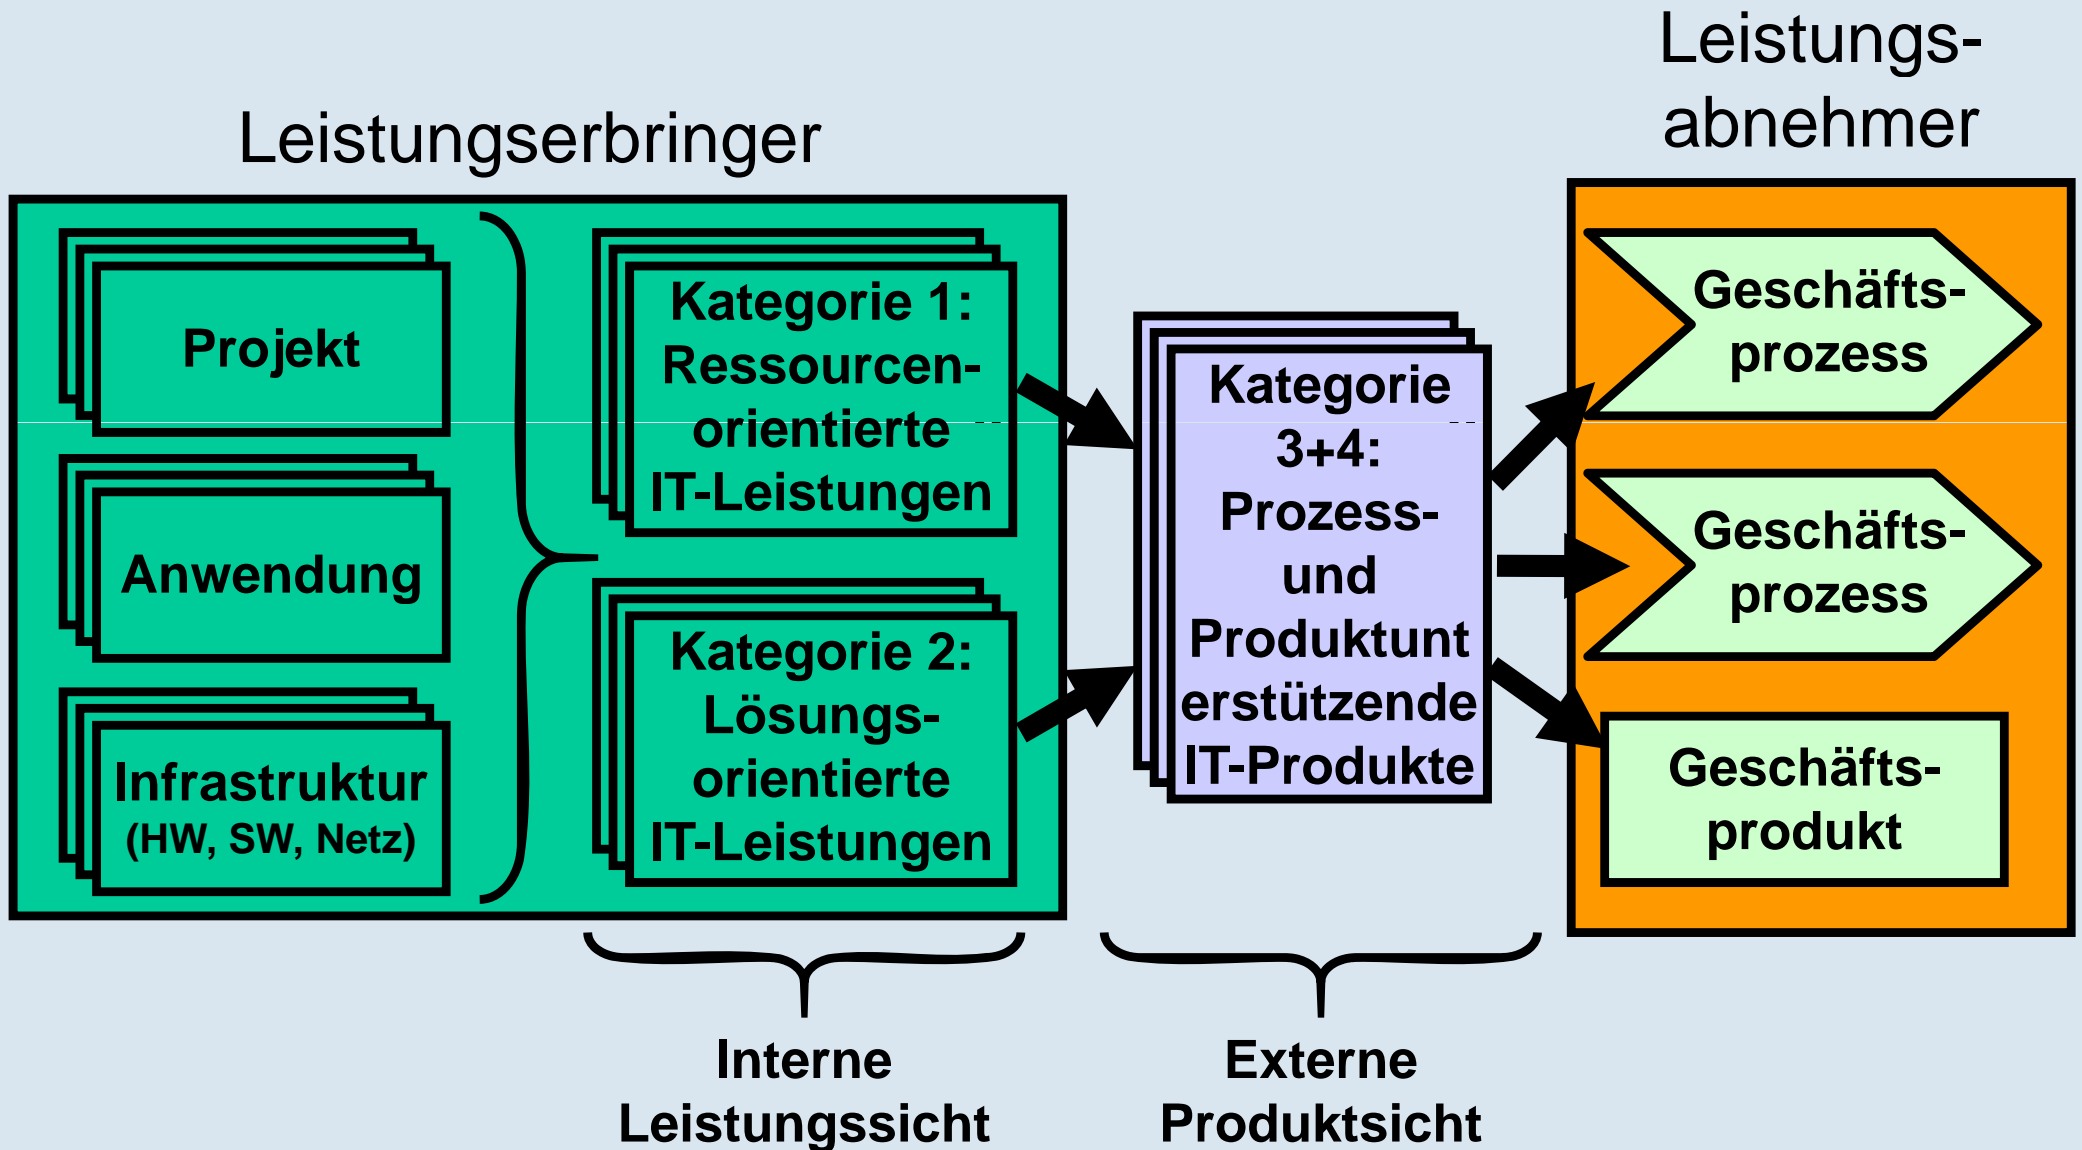 Leistungserbringer
Leistungs-
abnehmer
Projekt
Anwendung
Infrastruktur
(HW, SW, Netz)
Kategorie 1:
Ressourcen-
orientierte
IT-Leistungen
Kategorie 2:
Lösungs-
orientierte
IT-Leistungen
Kategorie
3+4:
Prozess-
und
Produktunt
erstützende
IT-Produkte
Geschäfts-
prozess
Geschäfts-
prozess
Geschäfts-
produkt
Interne
Leistungssicht
Externe
Produktsicht